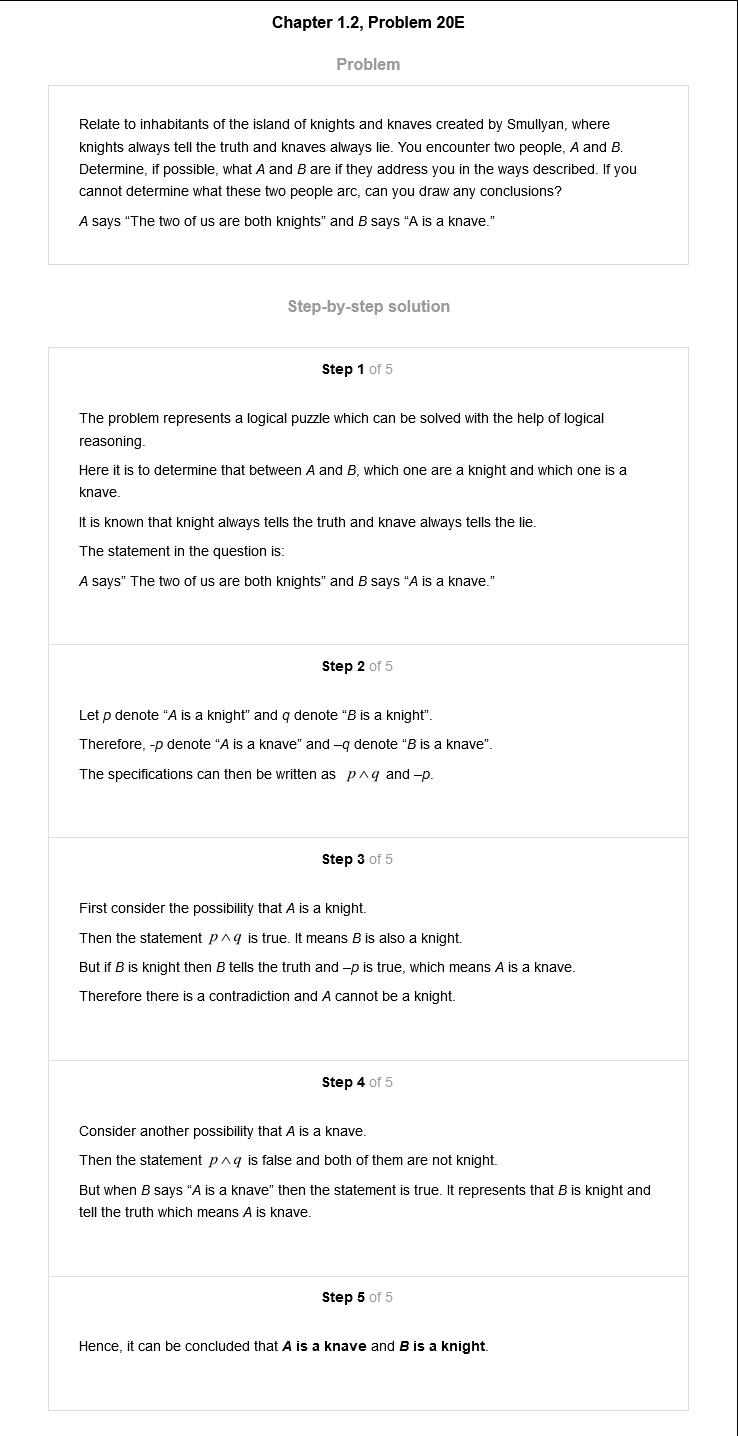 Chapter 1.2, Problem 20E
Problem
Relate to inhabitants of the island of knights and knaves created by Smullyan, where
knights always tell the truth and knaves always lie. You encounter two people, A and B.
Determine, if possible, what A and B are if they address you in the ways described. If you
cannot determine what these two people arc, can you draw any conclusions?
A says “The two of us are both knights” and B says “A is a knave.”
Step-by-step solution
Step 1 of 5
The problem represents a logical puzzle which can be solved with the help of logical
reasoning.
Here it is to determine that between A and B, which one are a knight and which one is a
knave.
It is known that knight always tells the truth and knave always tells the lie.
The statement in the question is:
A says” The two of us are both knights” and B says “A is a knave.”
Step 2 of 5
Let p denote “A is a knight” and q denote “B is a knight”.
Therefore, -p denote “A is a knave” and –q denote “B is a knave”.
The specifications can then be written as p∧q and –p.
Step 3 of 5
First consider the possibility that A is a knight.
Then the statement p∧q is true. It means B is also a knight.
But if B is knight then B tells the truth and –p is true, which means A is a knave.
Therefore there is a contradiction and A cannot be a knight.
Step 4 of 5
Consider another possibility that A is a knave.
Then the statement p∧q is false and both of them are not knight.
But when B says “A is a knave” then the statement is true. It represents that B is knight and
tell the truth which means A is knave.
Step 5 of 5
Hence, it can be concluded that A is a knave and B is a knight.